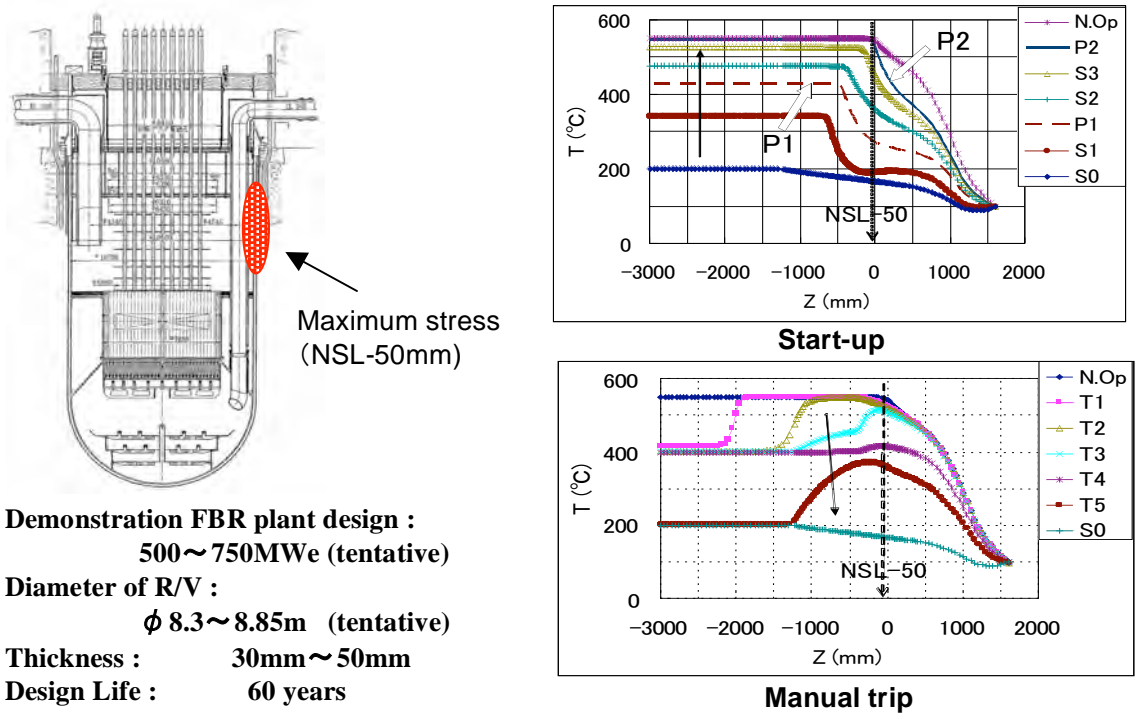 Maximum stress
(NSL-50mm)
Demonstration FBR plant design :
500～750MWe (tentative)
Diameter of R/V :
ϕ 8.3～8.85m (tentative)
Thickness : 30mm～50mm
Design Life : 60 years
600
400
200
0
T (℃)
P2
P1
NSL-50
-3000 -2000 -1000 0 1000 2000
Z (mm)
N.Op
P2
S3
S2
P1
S1
S0
Start-up
600
400
200
0
T (℃)
NSL-50
-3000 -2000 -1000 0 1000 2000
Z (mm)
N.Op
T1
T2
T3
T4
T5
S0
Manual trip